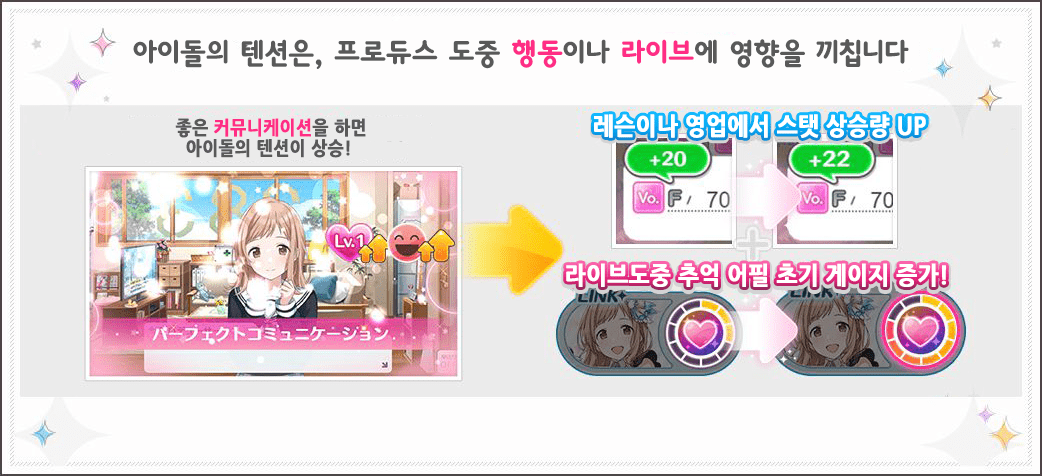 아이돌의 텐션은, 프로듀스 도중 행동이나 라이브에 영향을 끼칩니다
좋은 커뮤니케이션을 하면
아이돌의 텐션이 상승!
Lv.1
パーフェクトコミュニケーション
레슨이나 영업에서 스탯 상승량 UP
+20
Vo. F / 70
+22
Vo. F / 70
라이브도중 추억 어필 초기 게이지 증가!
LINK+
LINK+